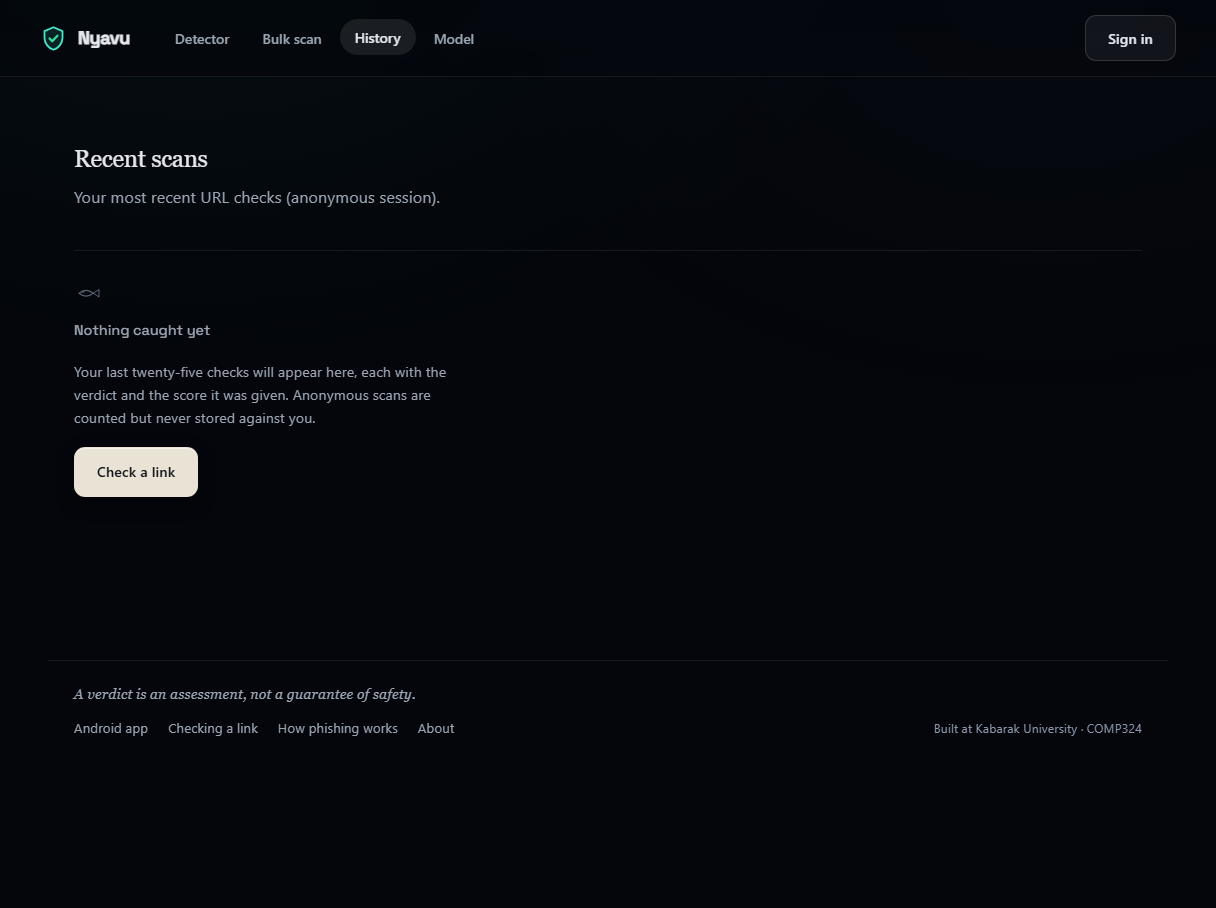 Nyavu
Detector
Bulk scan
History
Model
Sign in
Recent scans
Your most recent URL checks (anonymous session).
Nothing caught yet
Your last twenty-five checks will appear here, each with the
verdict and the score it was given. Anonymous scans are
counted but never stored against you.
Check a link
A verdict is an assessment, not a guarantee of safety.
Android app
Checking a link
How phishing works
About
Built at Kabarak University · COMP324